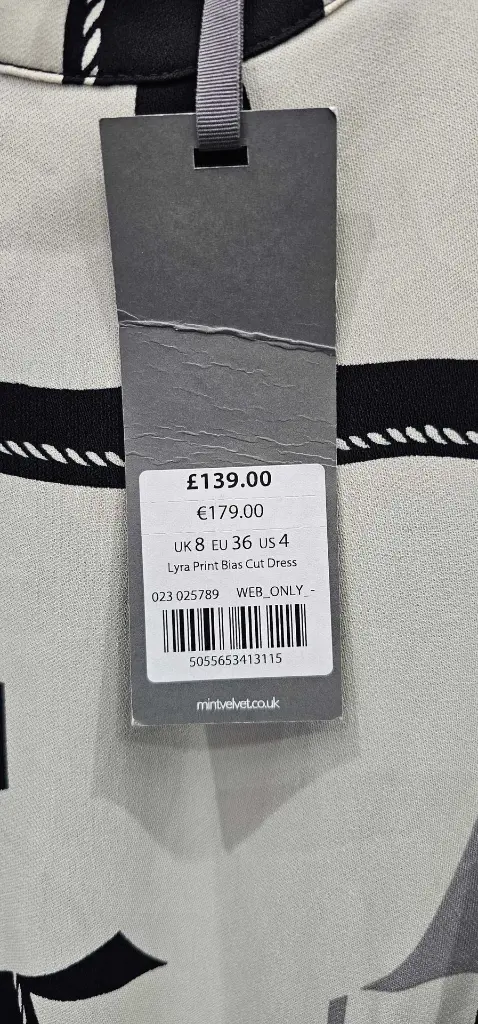 £139.00
€179.00
UK 8 EU 36 US 4
Lyra Print Bias Cut Dress
023 025789 WEB_ONLY_-
5055653413115
mintvelvet.co.uk